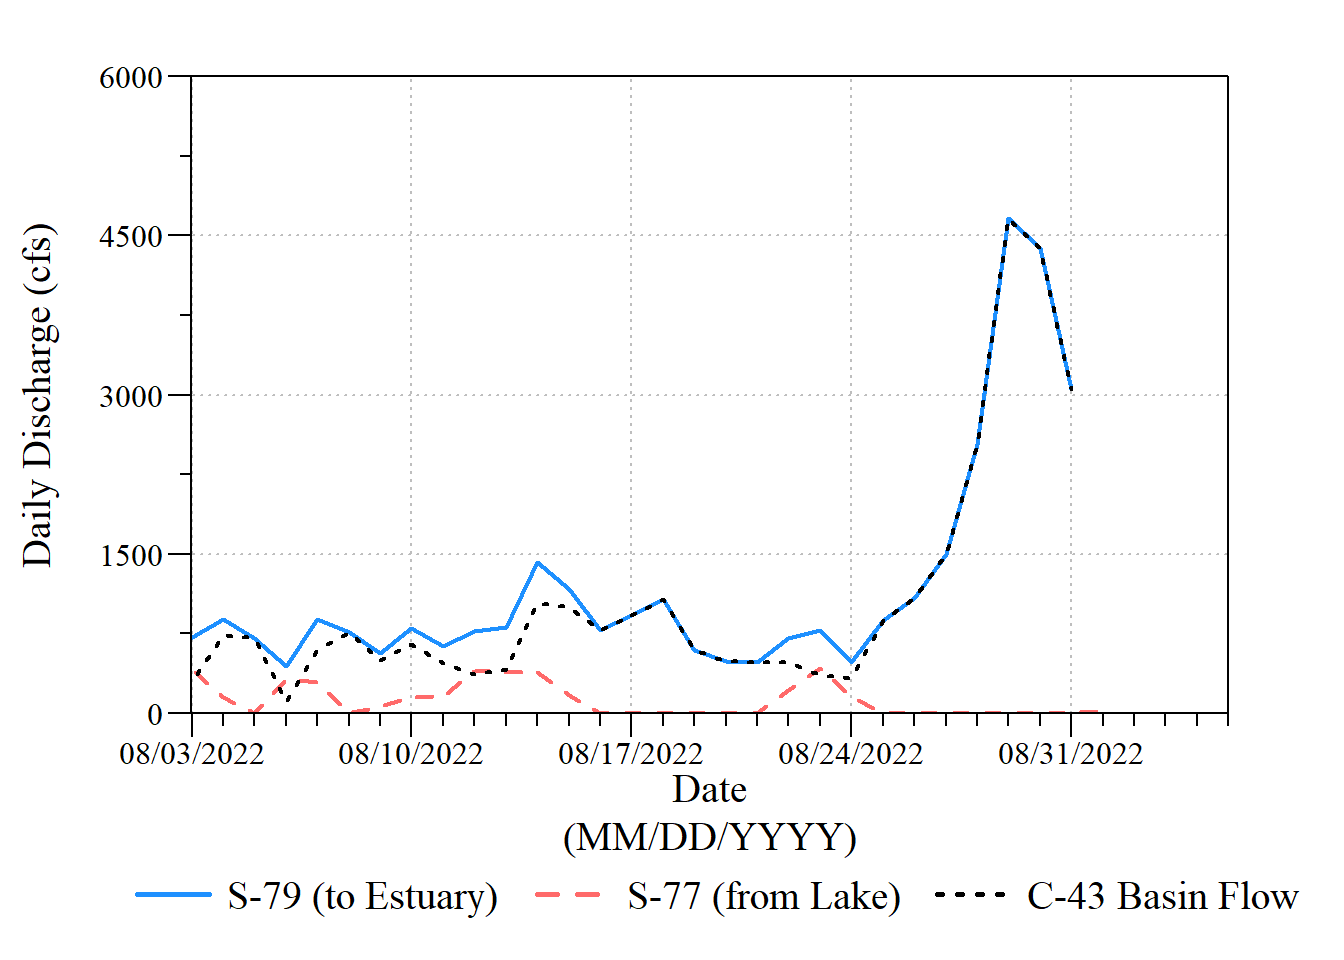 6000
4500
3000
1500
0
Daily Discharge (cfs)
08/03/2022 08/10/2022 08/17/2022 08/24/2022 08/31/2022
Date
(MM/DD/YYYY)
S-79 (to Estuary) S-77 (from Lake) C-43 Basin Flow